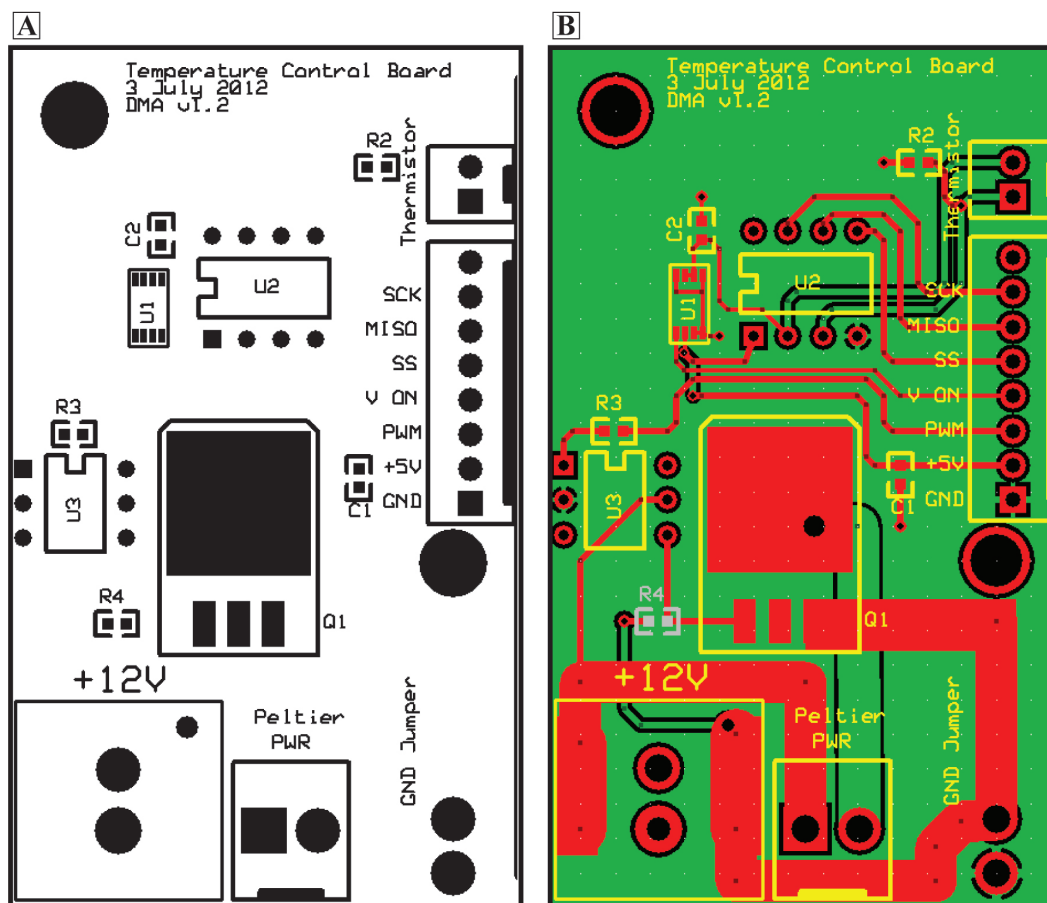 A
Temperature Control Board
3 July 2012
DMA v1.2
R2
Thermistor
C2
U1
U2
SCK
MISO
SS
V ON
PWM
+5V
GND
R3
U3
C1
R4
Q1
+12V
Peltier
PWR
GND Jumper
B
Temperature Control Board
3 July 2012
DMA v1.2
R2
Thermistor
C2
U1
U2
SCK
MISO
SS
V ON
PWM
+5V
GND
R3
U3
C1
R4
Q1
+12V
Peltier
PWR
GND Jumper